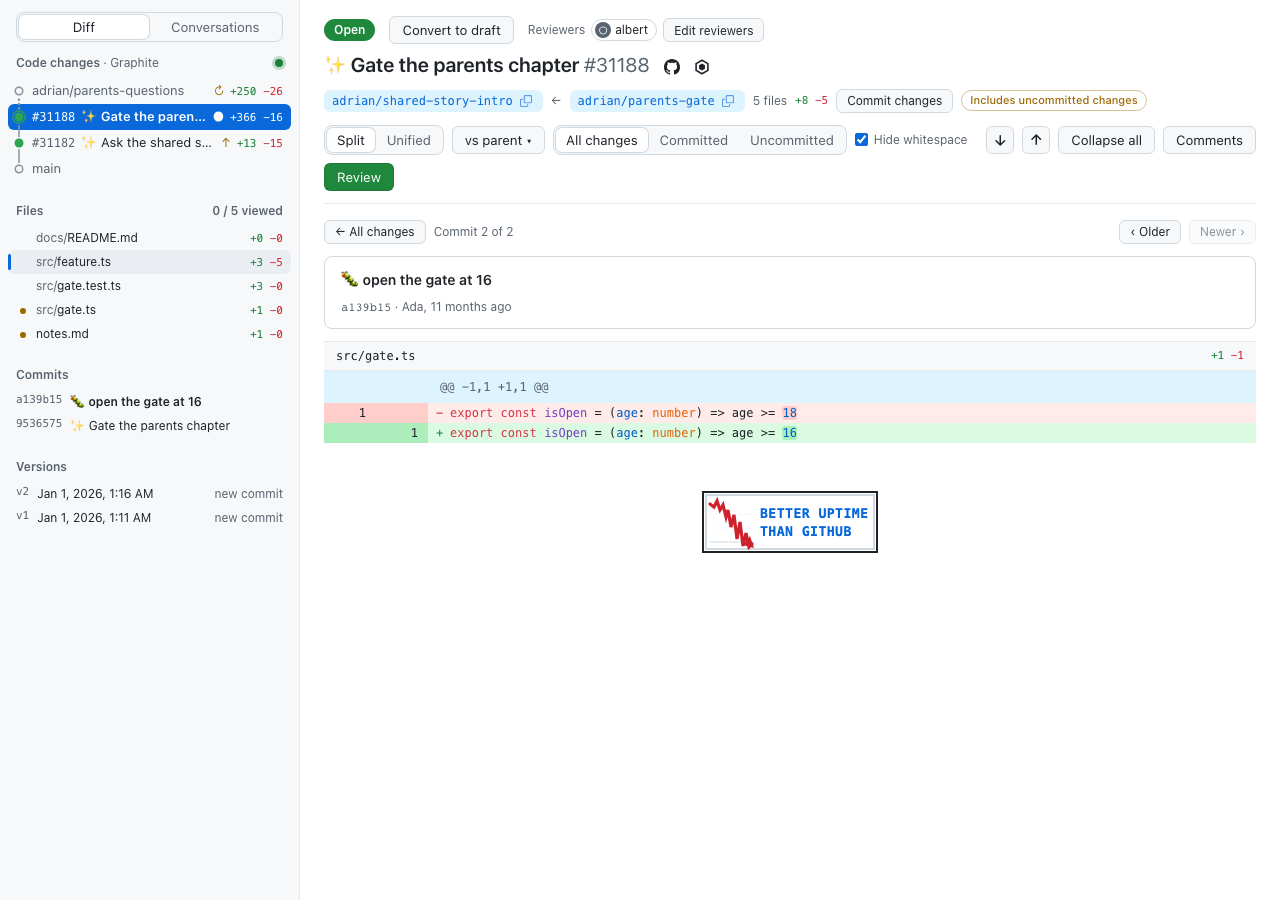 Diff Conversations
Code changes · Graphite
adrian/parents-questions +250 −26
#31188 ✨ Gate the paren... +366 −16
#31182 ✨ Ask the shared s... ↑ +13 −15
main
Files 0 / 5 viewed
docs/README.md +0 −0
src/feature.ts +3 −5
src/gate.test.ts +3 −0
src/gate.ts +1 −0
notes.md +1 −0
Commits
a139b15 🐛 open the gate at 16
9536575 ✨ Gate the parents chapter
Versions
v2 Jan 1, 2026, 1:16 AM new commit
v1 Jan 1, 2026, 1:11 AM new commit
Open Convert to draft Reviewers albert Edit reviewers
✨ Gate the parents chapter #31188
adrian/shared-story-intro ← adrian/parents-gate 5 files +8 −5 Commit changes Includes uncommitted changes
Split Unified vs parent ▾ All changes Committed Uncommitted Hide whitespace ↓ ↑ Collapse all Comments
Review
← All changes Commit 2 of 2 ‹ Older Newer ›
🐛 open the gate at 16
a139b15 · Ada, 11 months ago
src/gate.ts +1 −1
@@ −1,1 +1,1 @@
1 − export const isOpen = (age: number) => age >= 18
1 + export const isOpen = (age: number) => age >= 16
BETTER UPTIME
THAN GITHUB